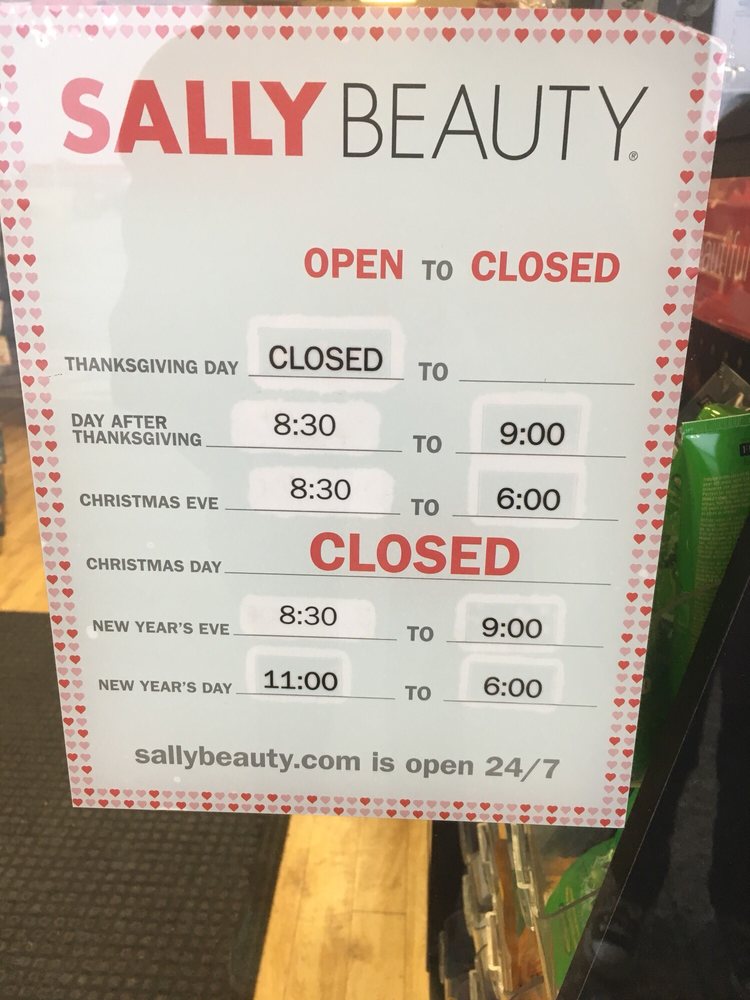 SALLY BEAUTY®
OPEN TO CLOSED
THANKSGIVING DAY CLOSED TO
DAY AFTER
THANKSGIVING 8:30 TO 9:00
CHRISTMAS EVE 8:30 TO 6:00
CHRISTMAS DAY CLOSED
NEW YEAR'S EVE 8:30 TO 9:00
NEW YEAR'S DAY 11:00 TO 6:00
sallybeauty.com is open 24/7